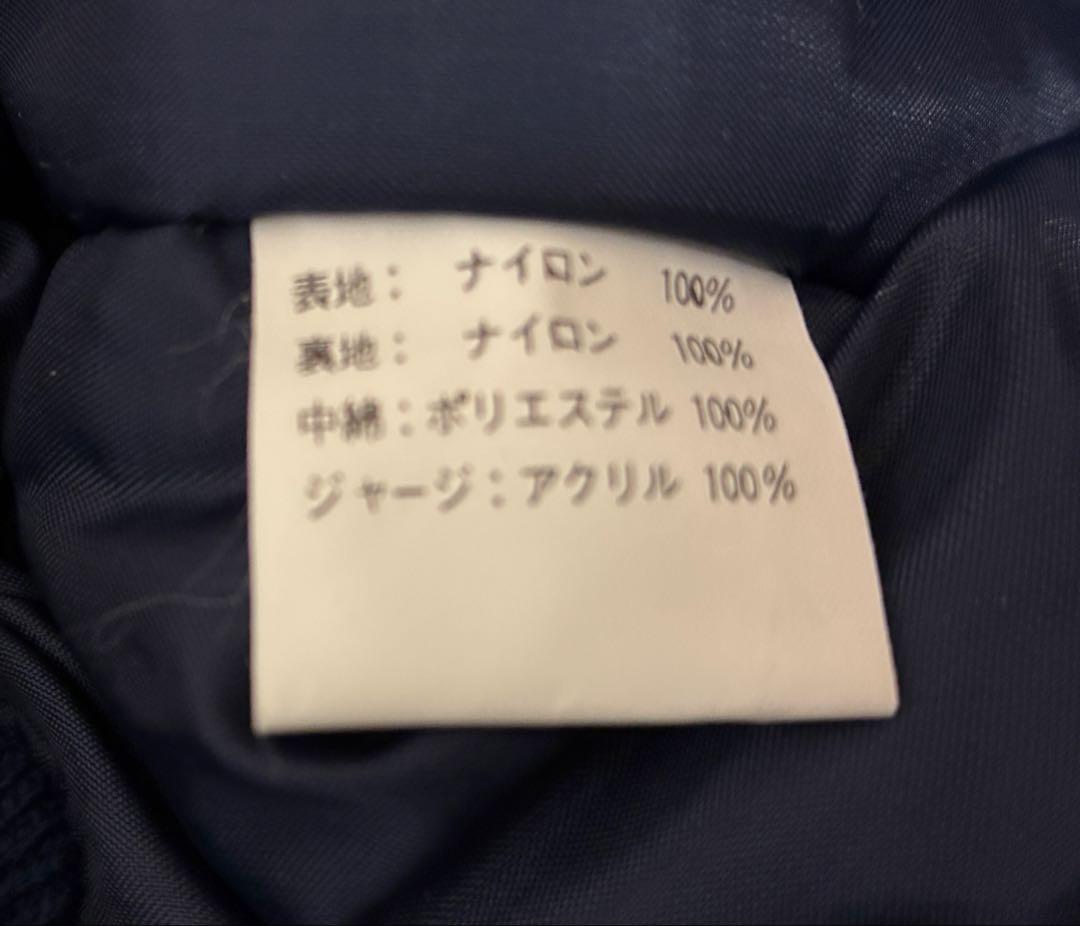 表地： ナイロン 100%
裏地： ナイロン 100%
中綿：ポリエステル 100%
ジャージ：アクリル 100%